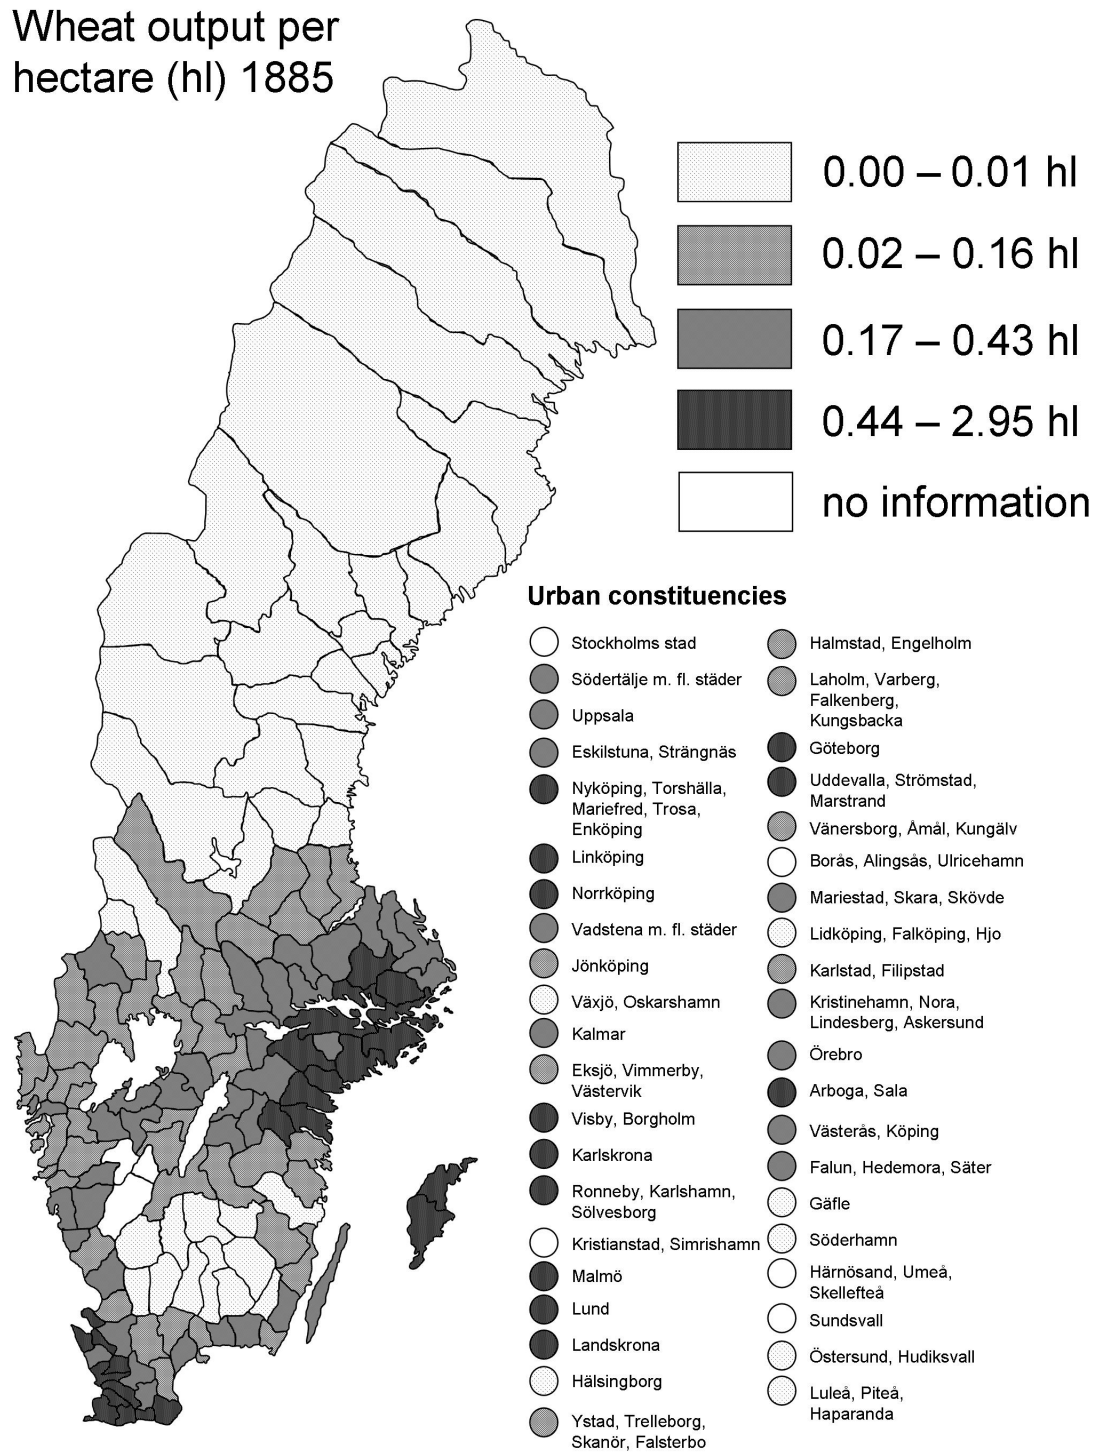 Wheat output per
hectare (hl) 1885
0.00 – 0.01 hl
0.02 – 0.16 hl
0.17 – 0.43 hl
0.44 – 2.95 hl
no information
Urban constituencies
Stockholms stad
Södertälje m. fl. städer
Uppsala
Eskilstuna, Strängnäs
Nyköping, Torshälla,
Mariefred, Trosa,
Enköping
Linköping
Norrköping
Vadstena m. fl. städer
Jönköping
Växjö, Oskarshamn
Kalmar
Eksjö, Vimmerby,
Västervik
Visby, Borgholm
Karlskrona
Ronneby, Karlshamn,
Sölvesborg
Kristianstad, Simrishamn
Malmö
Lund
Landskrona
Hälsingborg
Ystad, Trelleborg,
Skanör, Falsterbo
Halmstad, Engelholm
Laholm, Varberg,
Falkenberg,
Kungsbacka
Göteborg
Uddevalla, Strömstad,
Marstrand
Vänersborg, Åmål, Kungälv
Borås, Alingsås, Ulricehamn
Mariestad, Skara, Skövde
Lidköping, Falköping, Hjo
Karlstad, Filipstad
Kristinehamn, Nora,
Lindesberg, Askersund
Örebro
Arboga, Sala
Västerås, Köping
Falun, Hedemora, Säter
Gäfle
Söderhamn
Härnösand, Umeå,
Skellefteå
Sundsvall
Östersund, Hudiksvall
Luleå, Piteå,
Haparanda